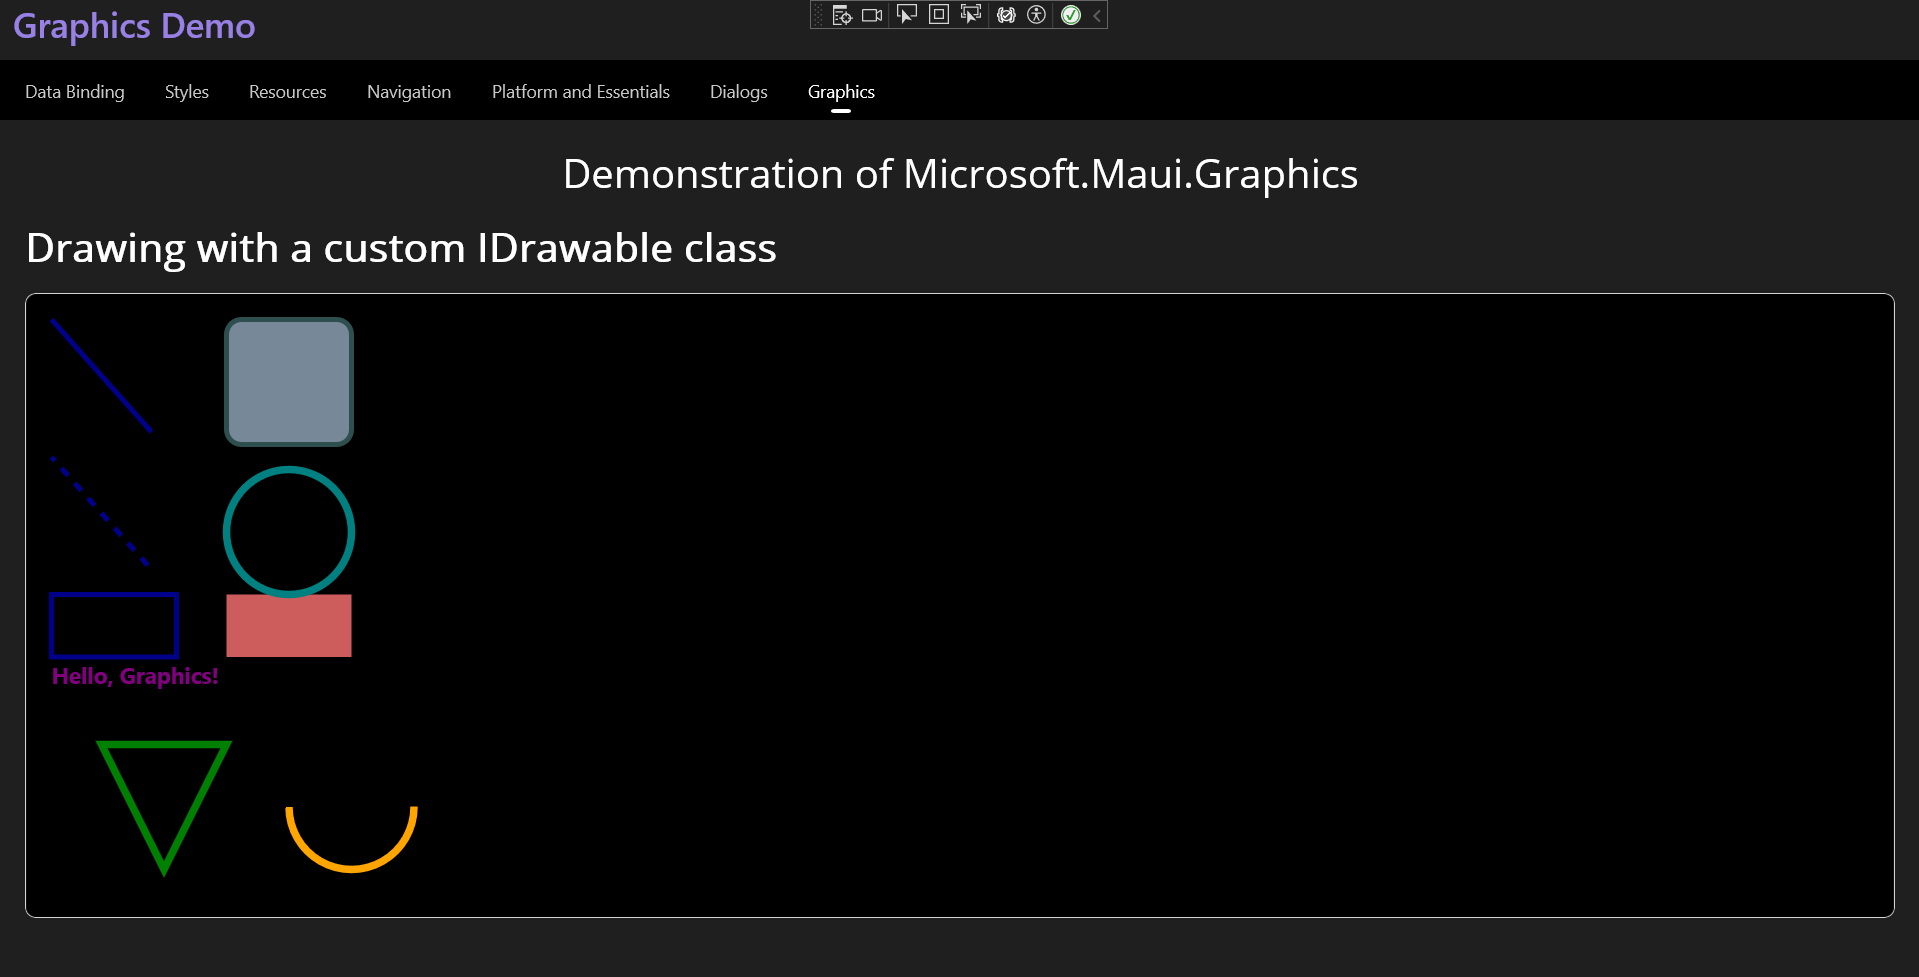 Graphics Demo
Data Binding Styles Resources Navigation Platform and Essentials Dialogs Graphics
Demonstration of Microsoft.Maui.Graphics
Drawing with a custom IDrawable class
Hello, Graphics!